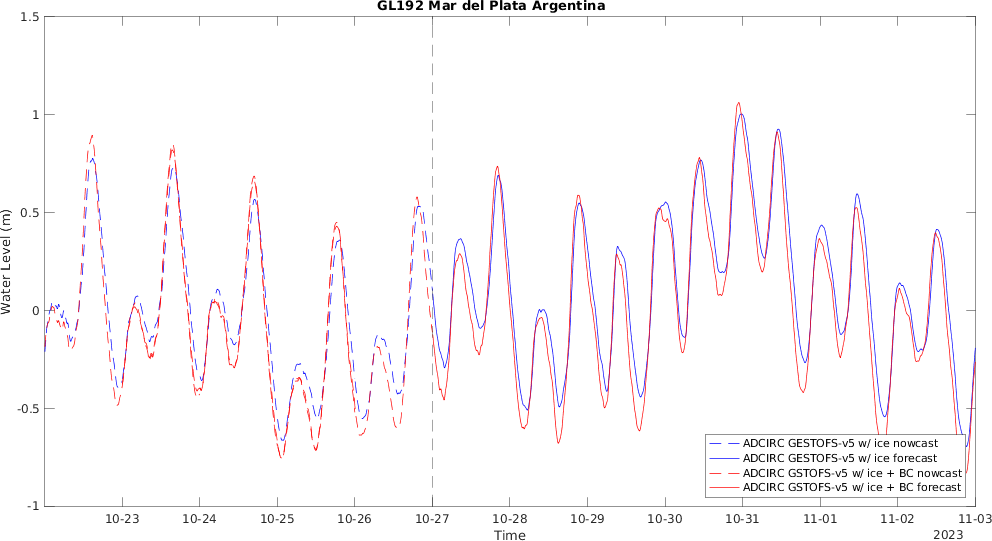 GL192 Mar del Plata Argentina
1.5
1
0.5
0
-0.5
-1
Water Level (m)
10-23 10-24 10-25 10-26 10-27 10-28 10-29 10-30 10-31 11-01 11-02 11-03
Time
2023
ADCIRC GESTOFS-v5 w/ ice nowcast
ADCIRC GESTOFS-v5 w/ ice forecast
ADCIRC GSTOFS-v5 w/ ice + BC nowcast
ADCIRC GSTOFS-v5 w/ ice + BC forecast